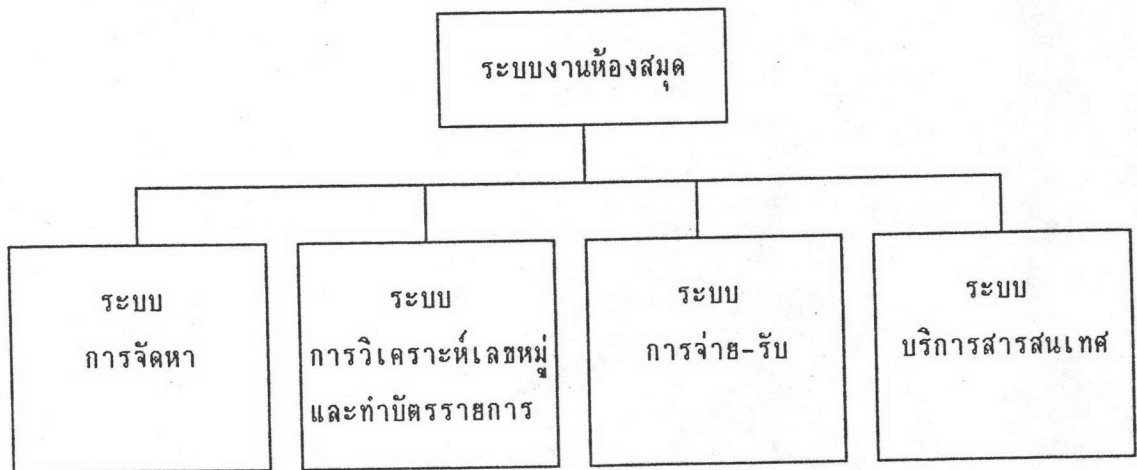 ระบบงานห้องสมุด
ระบบ
การจัดหา
ระบบ
การวิเคราะห์เลขหมู่
และทำบัตรรายการ
ระบบ
การจ่าย-รับ
ระบบ
บริการสารสนเทศ